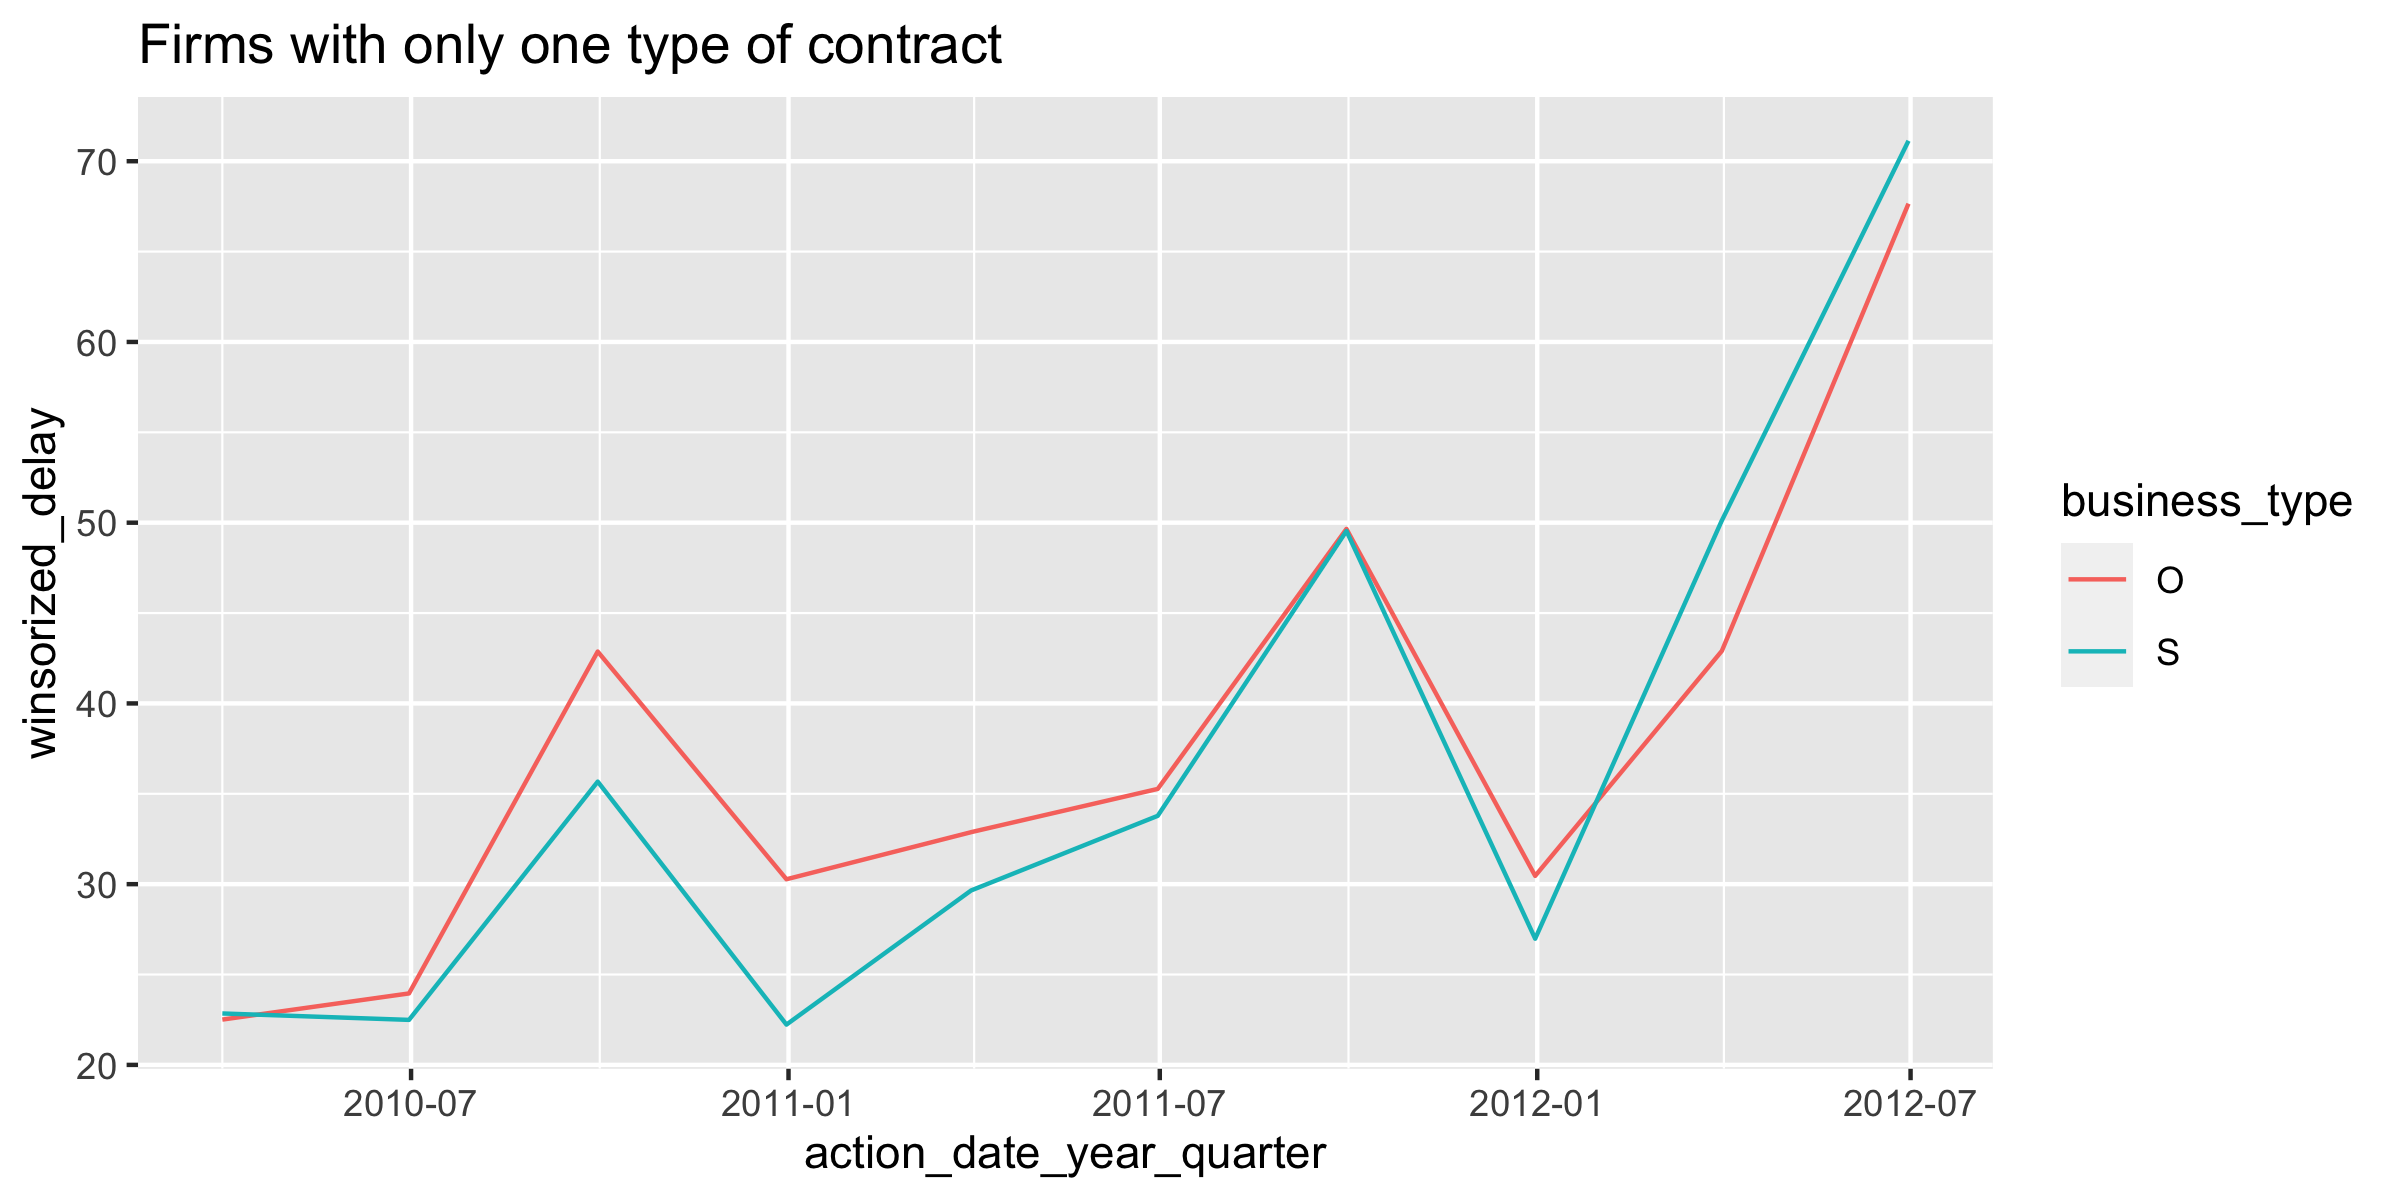 Firms with only one type of contract
winsorized_delay
70
60
50
40
30
20
2010-07
2011-01
2011-07
2012-01
2012-07
action_date_year_quarter
business_type
O
S